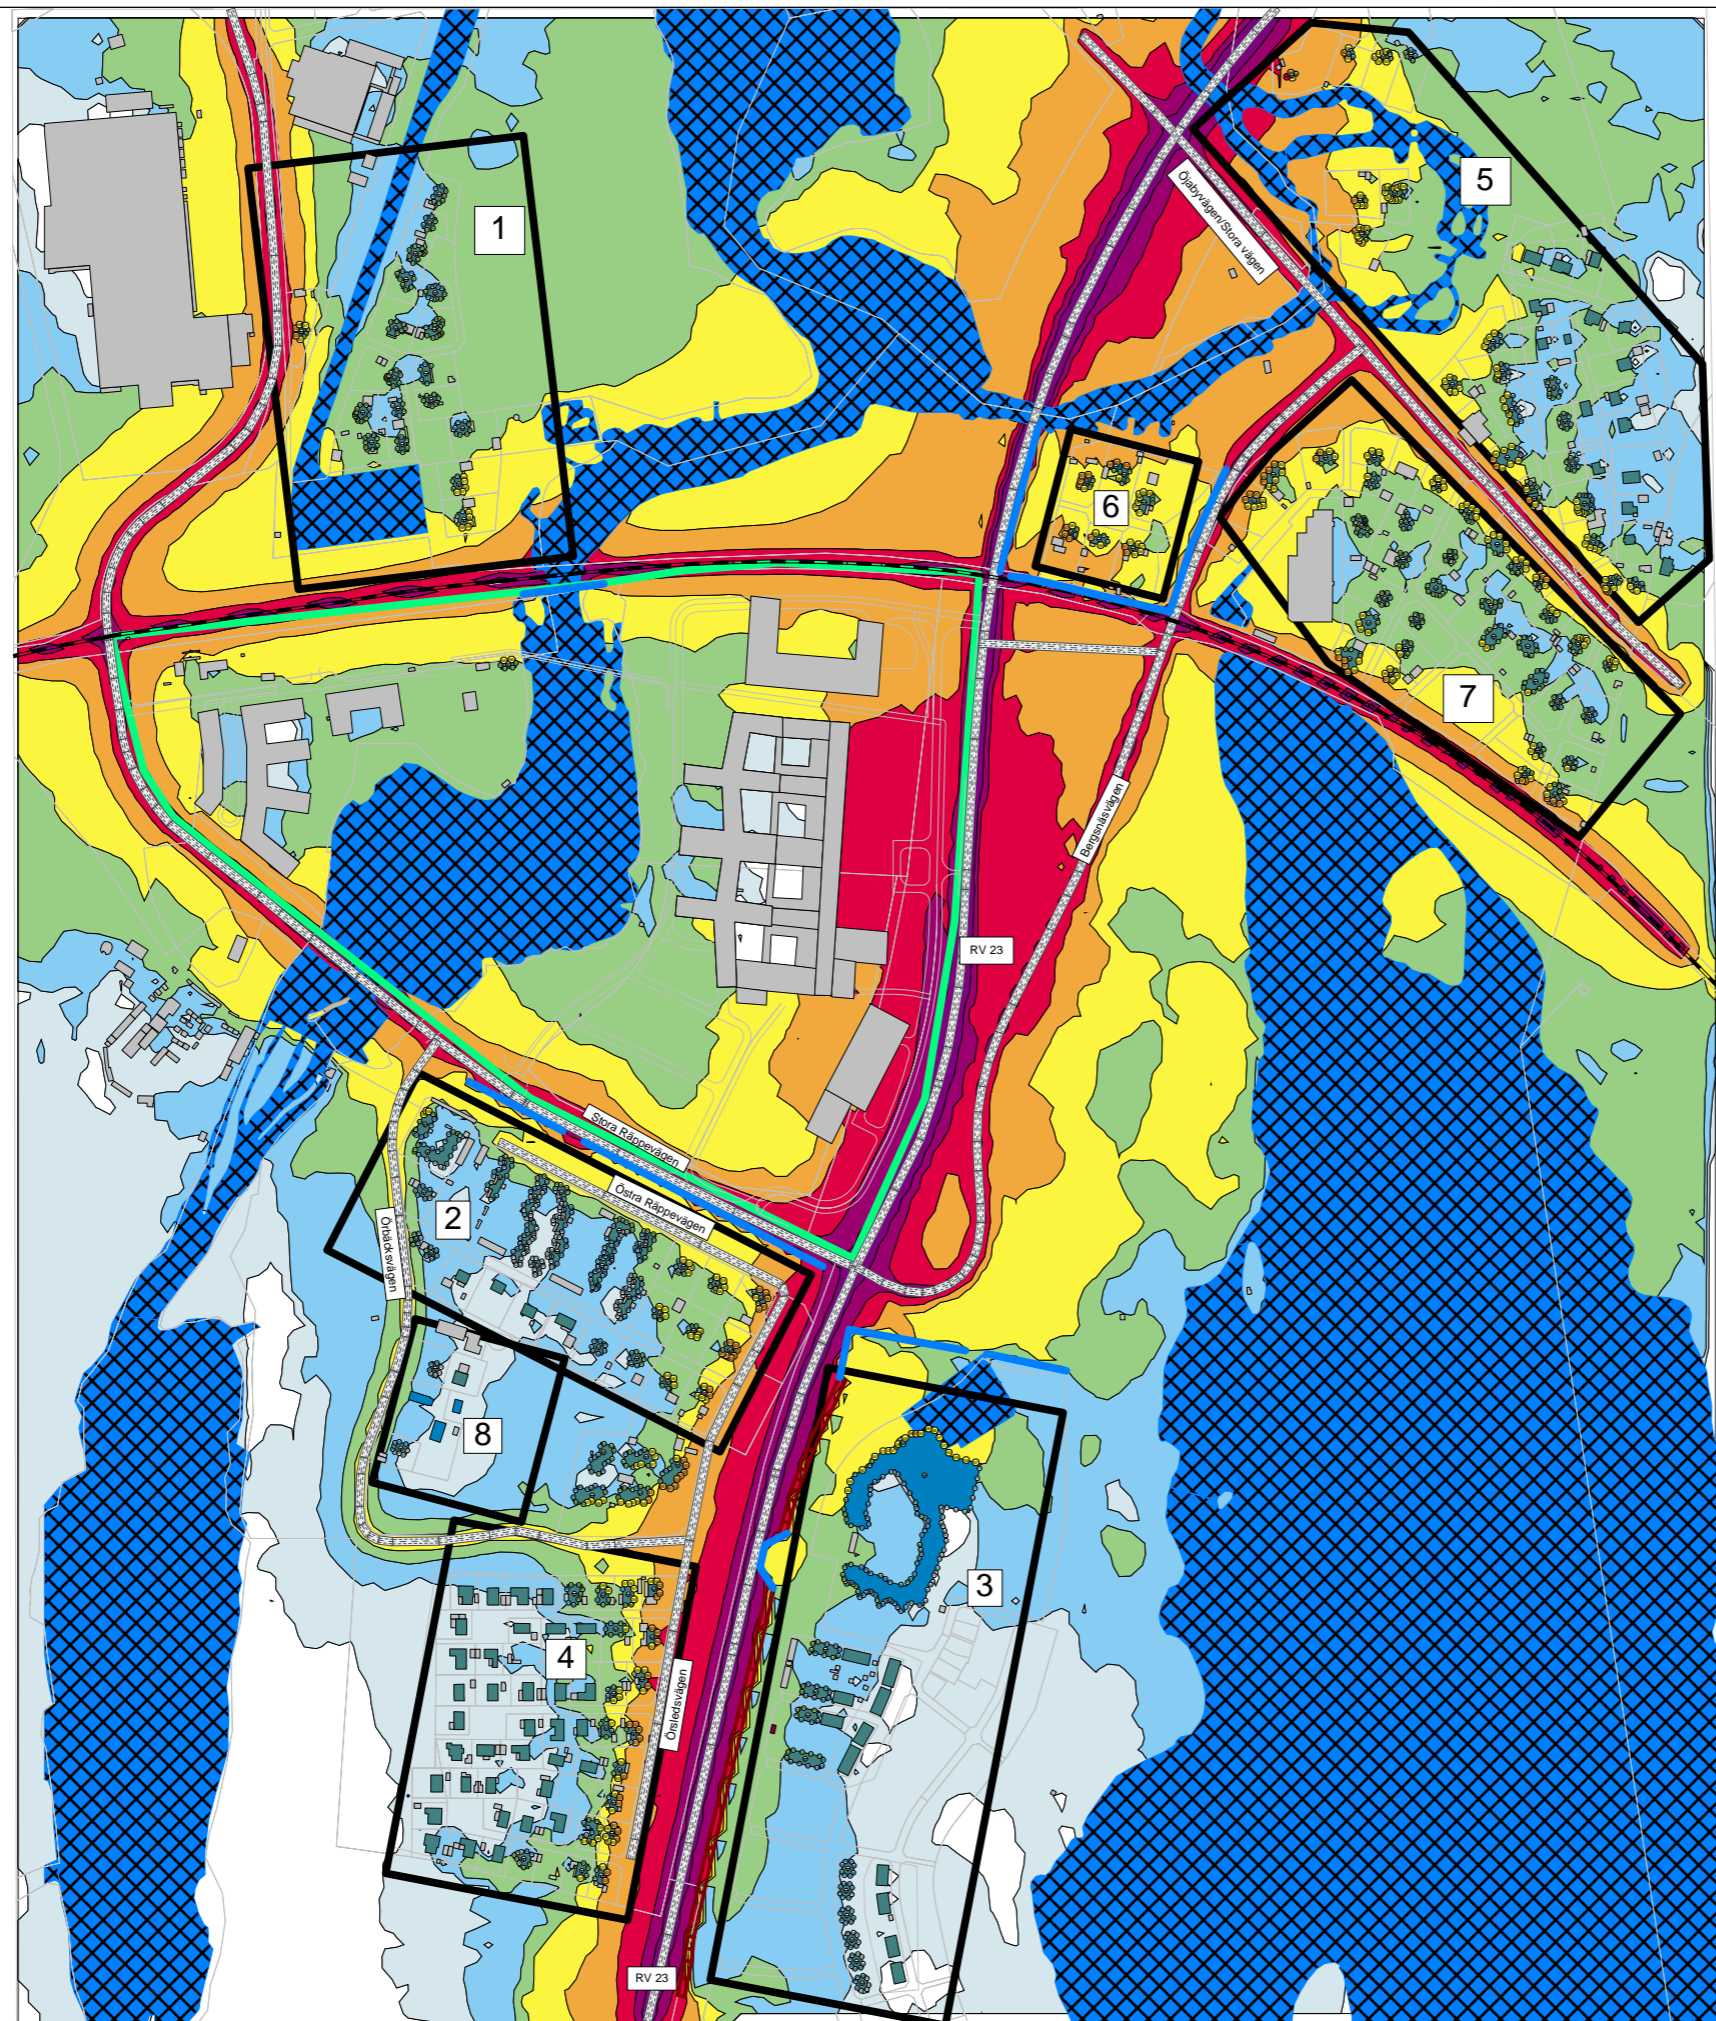 5
Öjabyvägen/Stora vägen
1
6
7
Bergsnäsvägen
RV 23
Stora Räppevägen
Östra Räppevägen
2
Örbäcksvägen
8
3
4
Örsledsvägen
RV 23